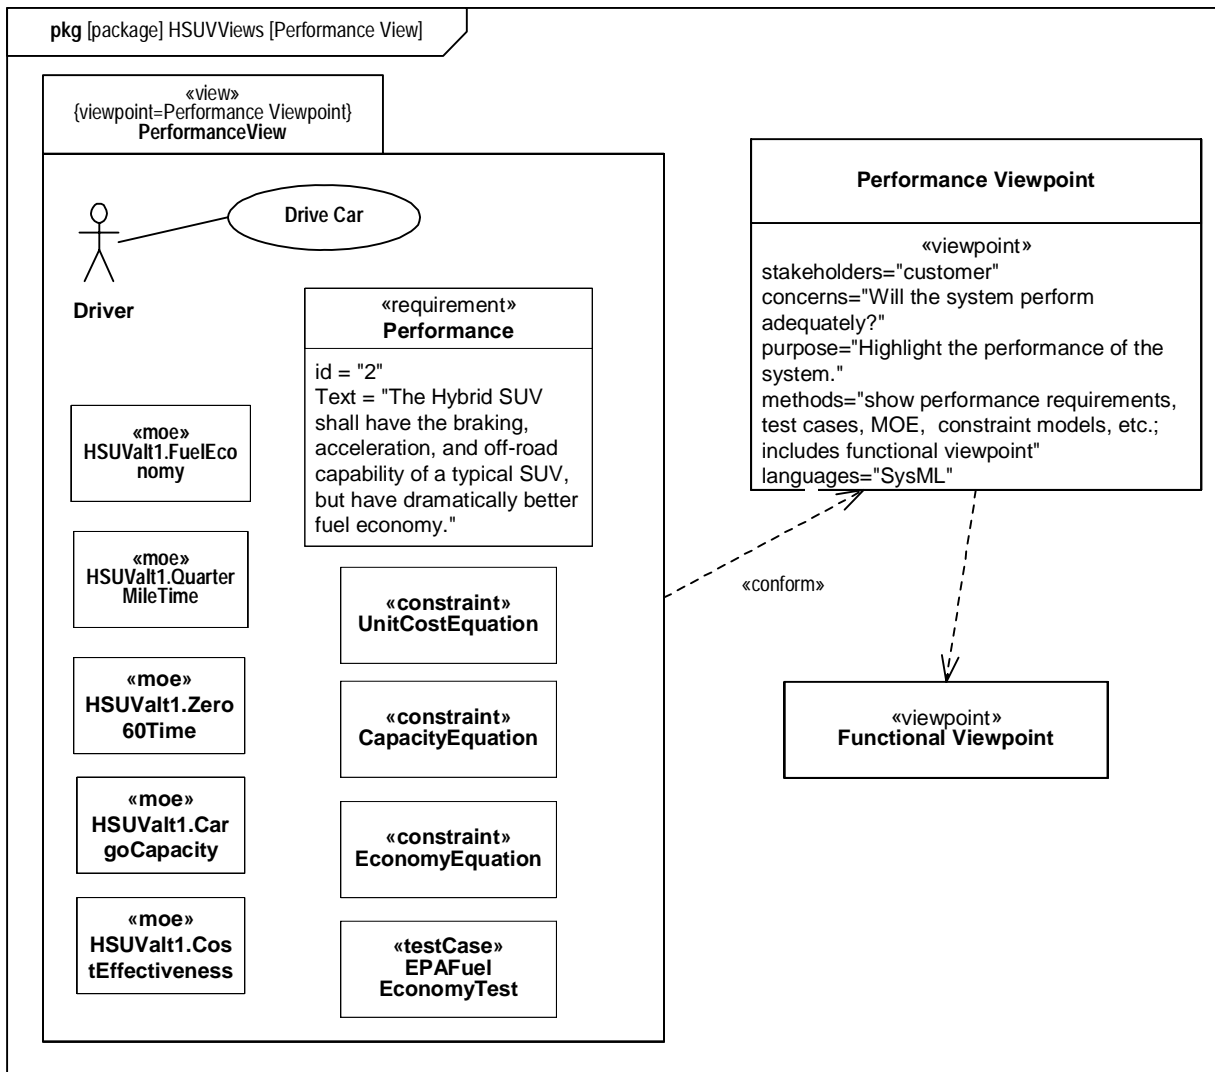 pkg [package] HSUVViews [Performance View]
«view»
{viewpoint=Performance Viewpoint}
PerformanceView
Drive Car
Driver
«requirement»
Performance
id = "2"
Text = "The Hybrid SUV
shall have the braking,
acceleration, and off-road
capability of a typical SUV,
but have dramatically better
fuel economy."
«moe»
HSUValt1.FuelEco
nomy
«moe»
HSUValt1.Quarter
MileTime
«moe»
HSUValt1.Zero
60Time
«moe»
HSUValt1.Car
goCapacity
«moe»
HSUValt1.Cos
tEffectiveness
«constraint»
UnitCostEquation
«constraint»
CapacityEquation
«constraint»
EconomyEquation
«testCase»
EPAFuel
EconomyTest
«conform»
Performance Viewpoint
«viewpoint»
stakeholders="customer"
concerns="Will the system perform
adequately?"
purpose="Highlight the performance of the
system."
methods="show performance requirements,
test cases, MOE,  constraint models, etc.;
includes functional viewpoint"
languages="SysML"
«viewpoint»
Functional Viewpoint